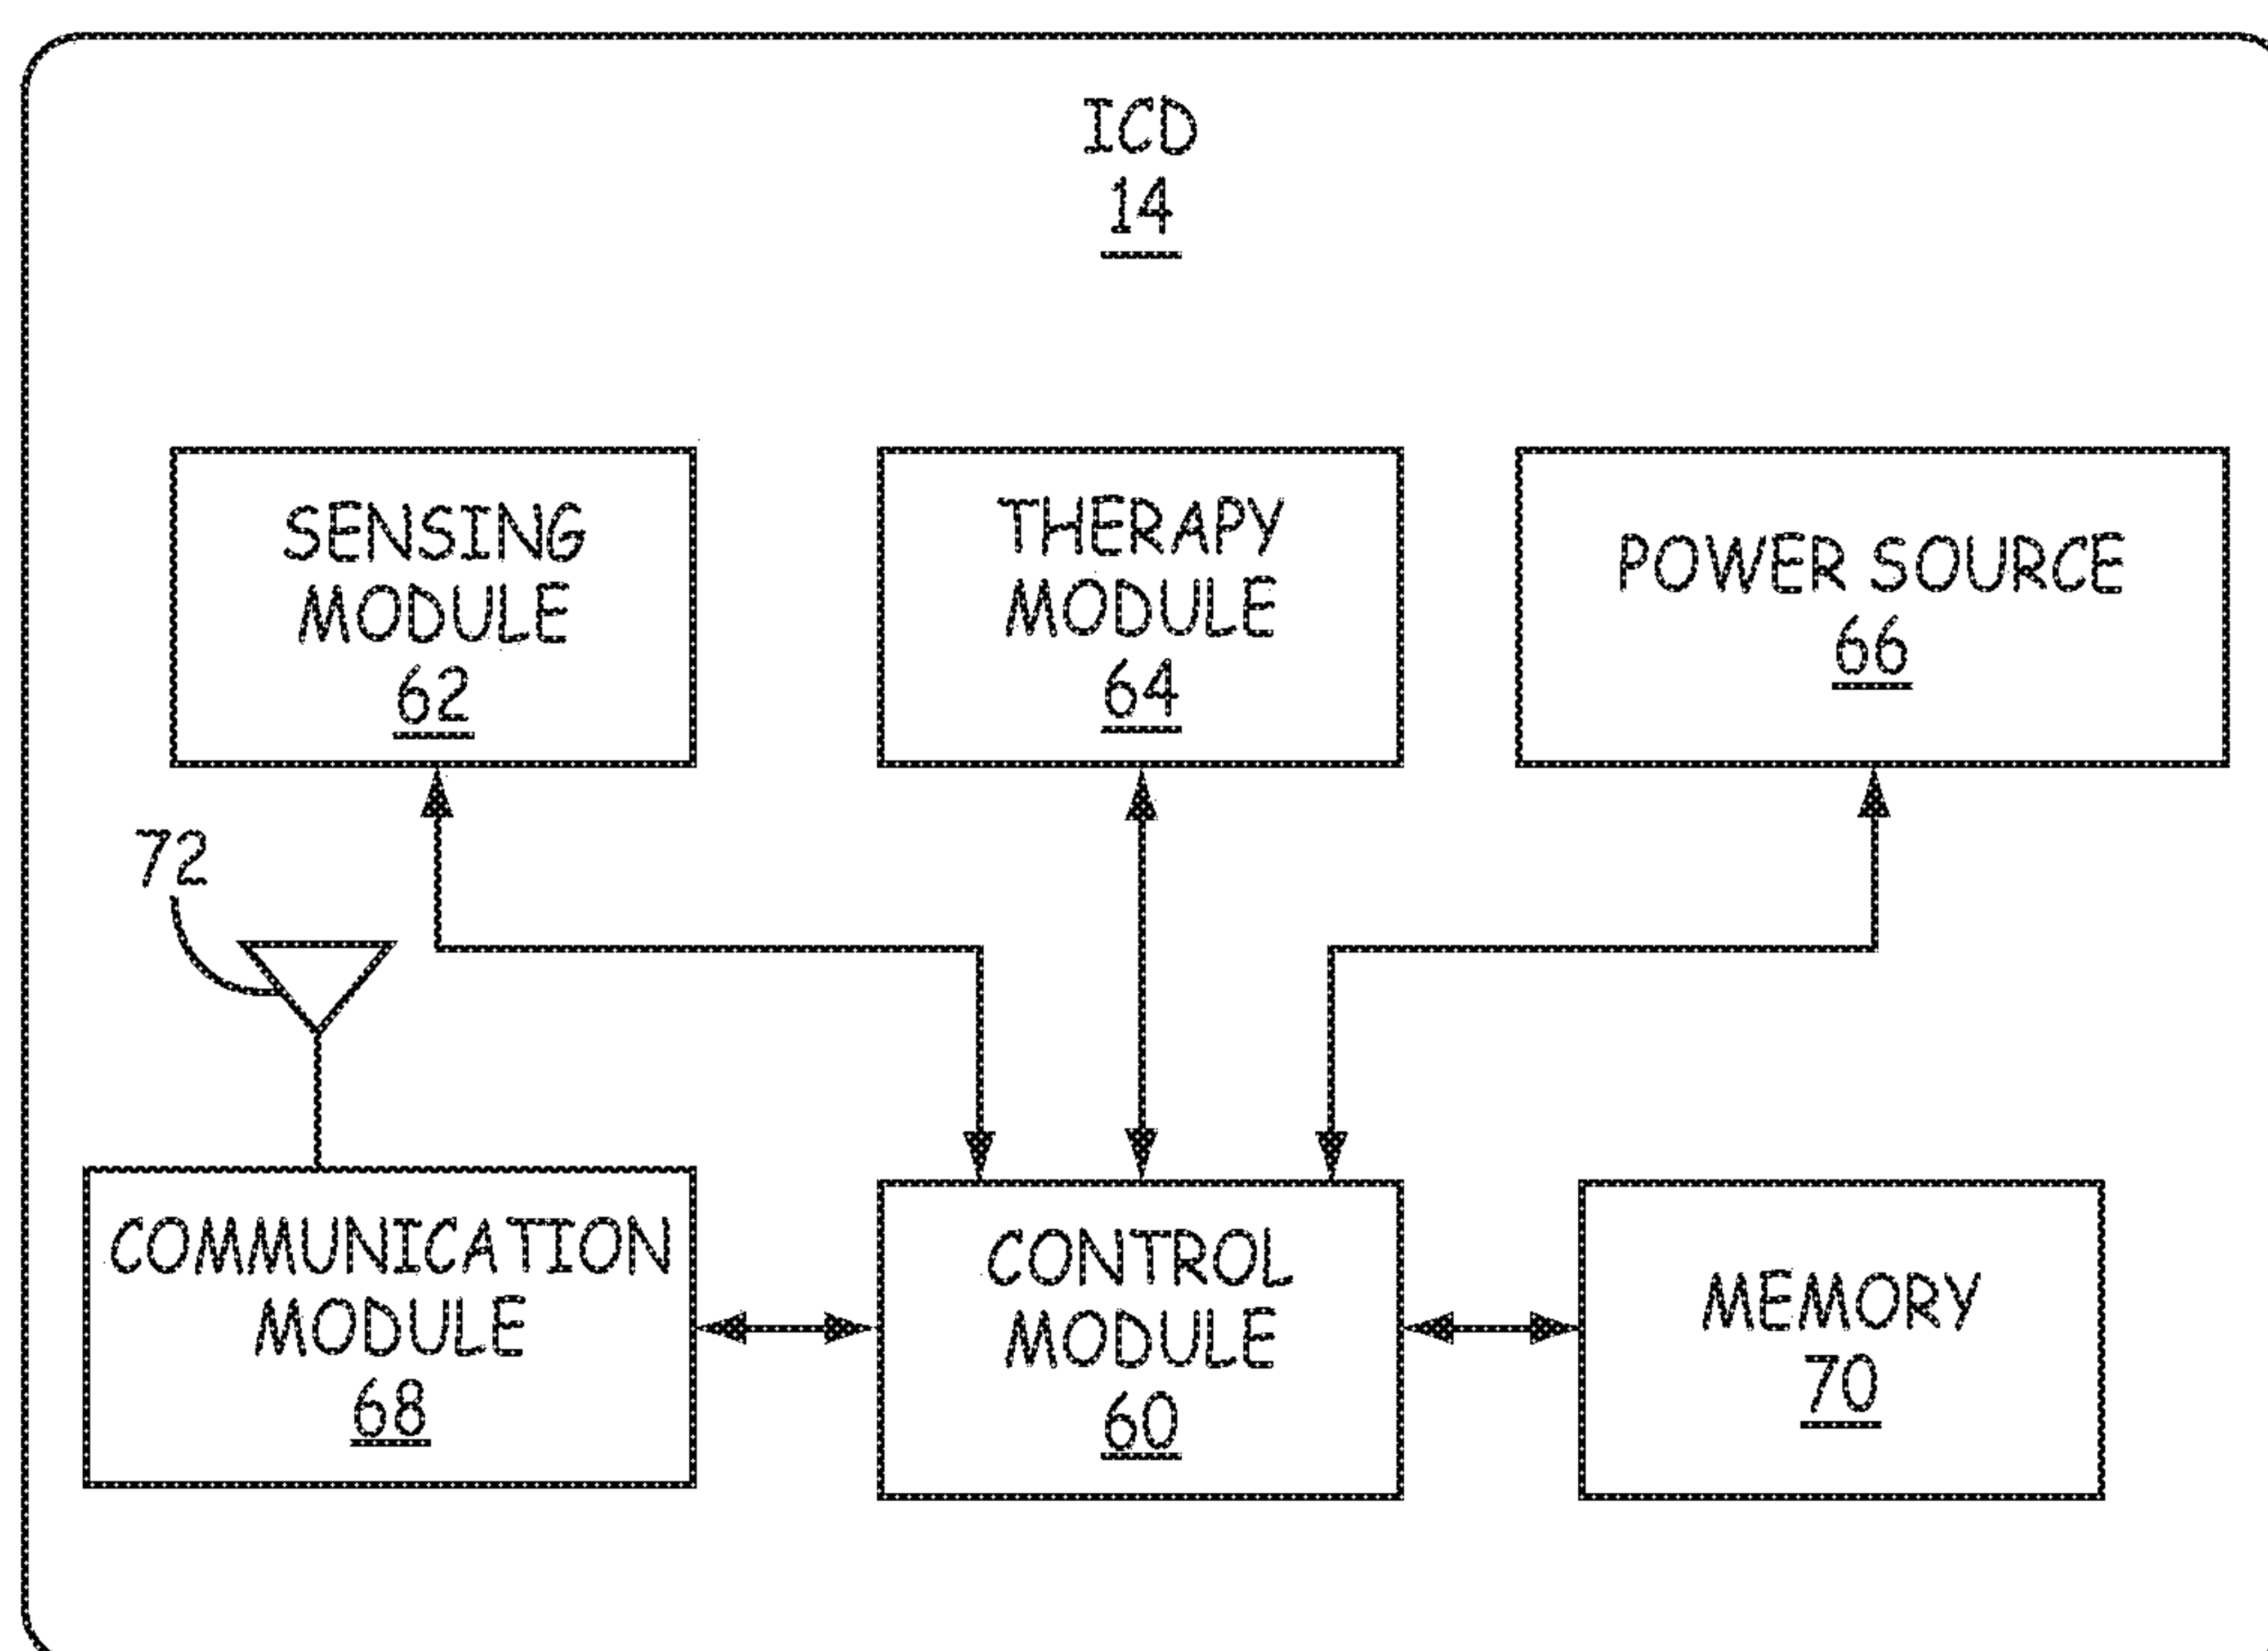 ICD
14
SENSING
MODULE
62
THERAPY
MODULE
64
POWER SOURCE
66
72
COMMUNICATION
MODULE
68
CONTROL
MODULE
60
MEMORY
70